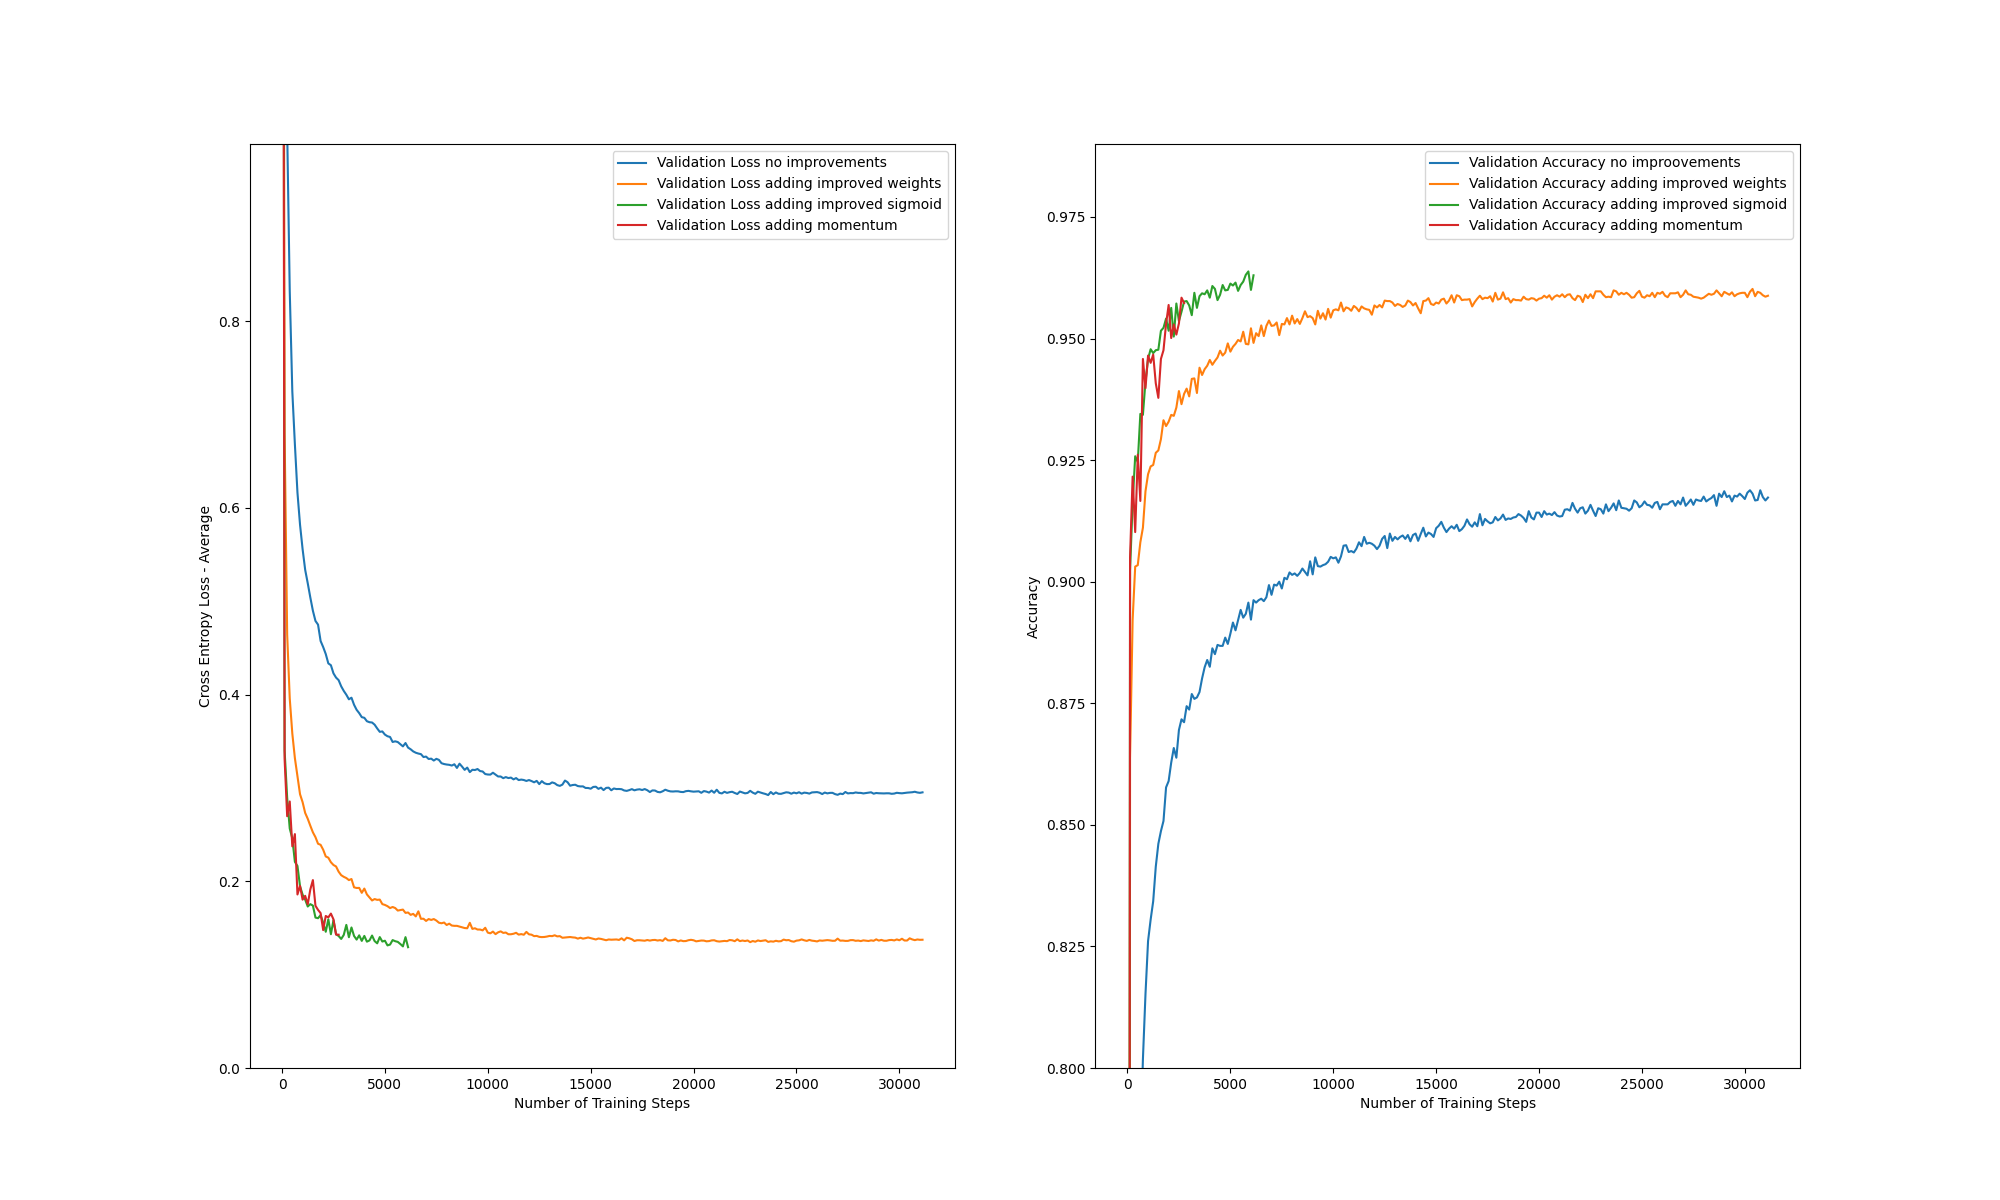 Validation Loss no improvements
Validation Loss adding improved weights
Validation Loss adding improved sigmoid
Validation Loss adding momentum
0.8
0.6
0.4
0.2
0.0
Cross Entropy Loss - Average
0 5000 10000 15000 20000 25000 30000
Number of Training Steps
Validation Accuracy no improovements
Validation Accuracy adding improved weights
Validation Accuracy adding improved sigmoid
Validation Accuracy adding momentum
0.975
0.950
0.925
0.900
0.875
0.850
0.825
0.800
Accuracy
0 5000 10000 15000 20000 25000 30000
Number of Training Steps